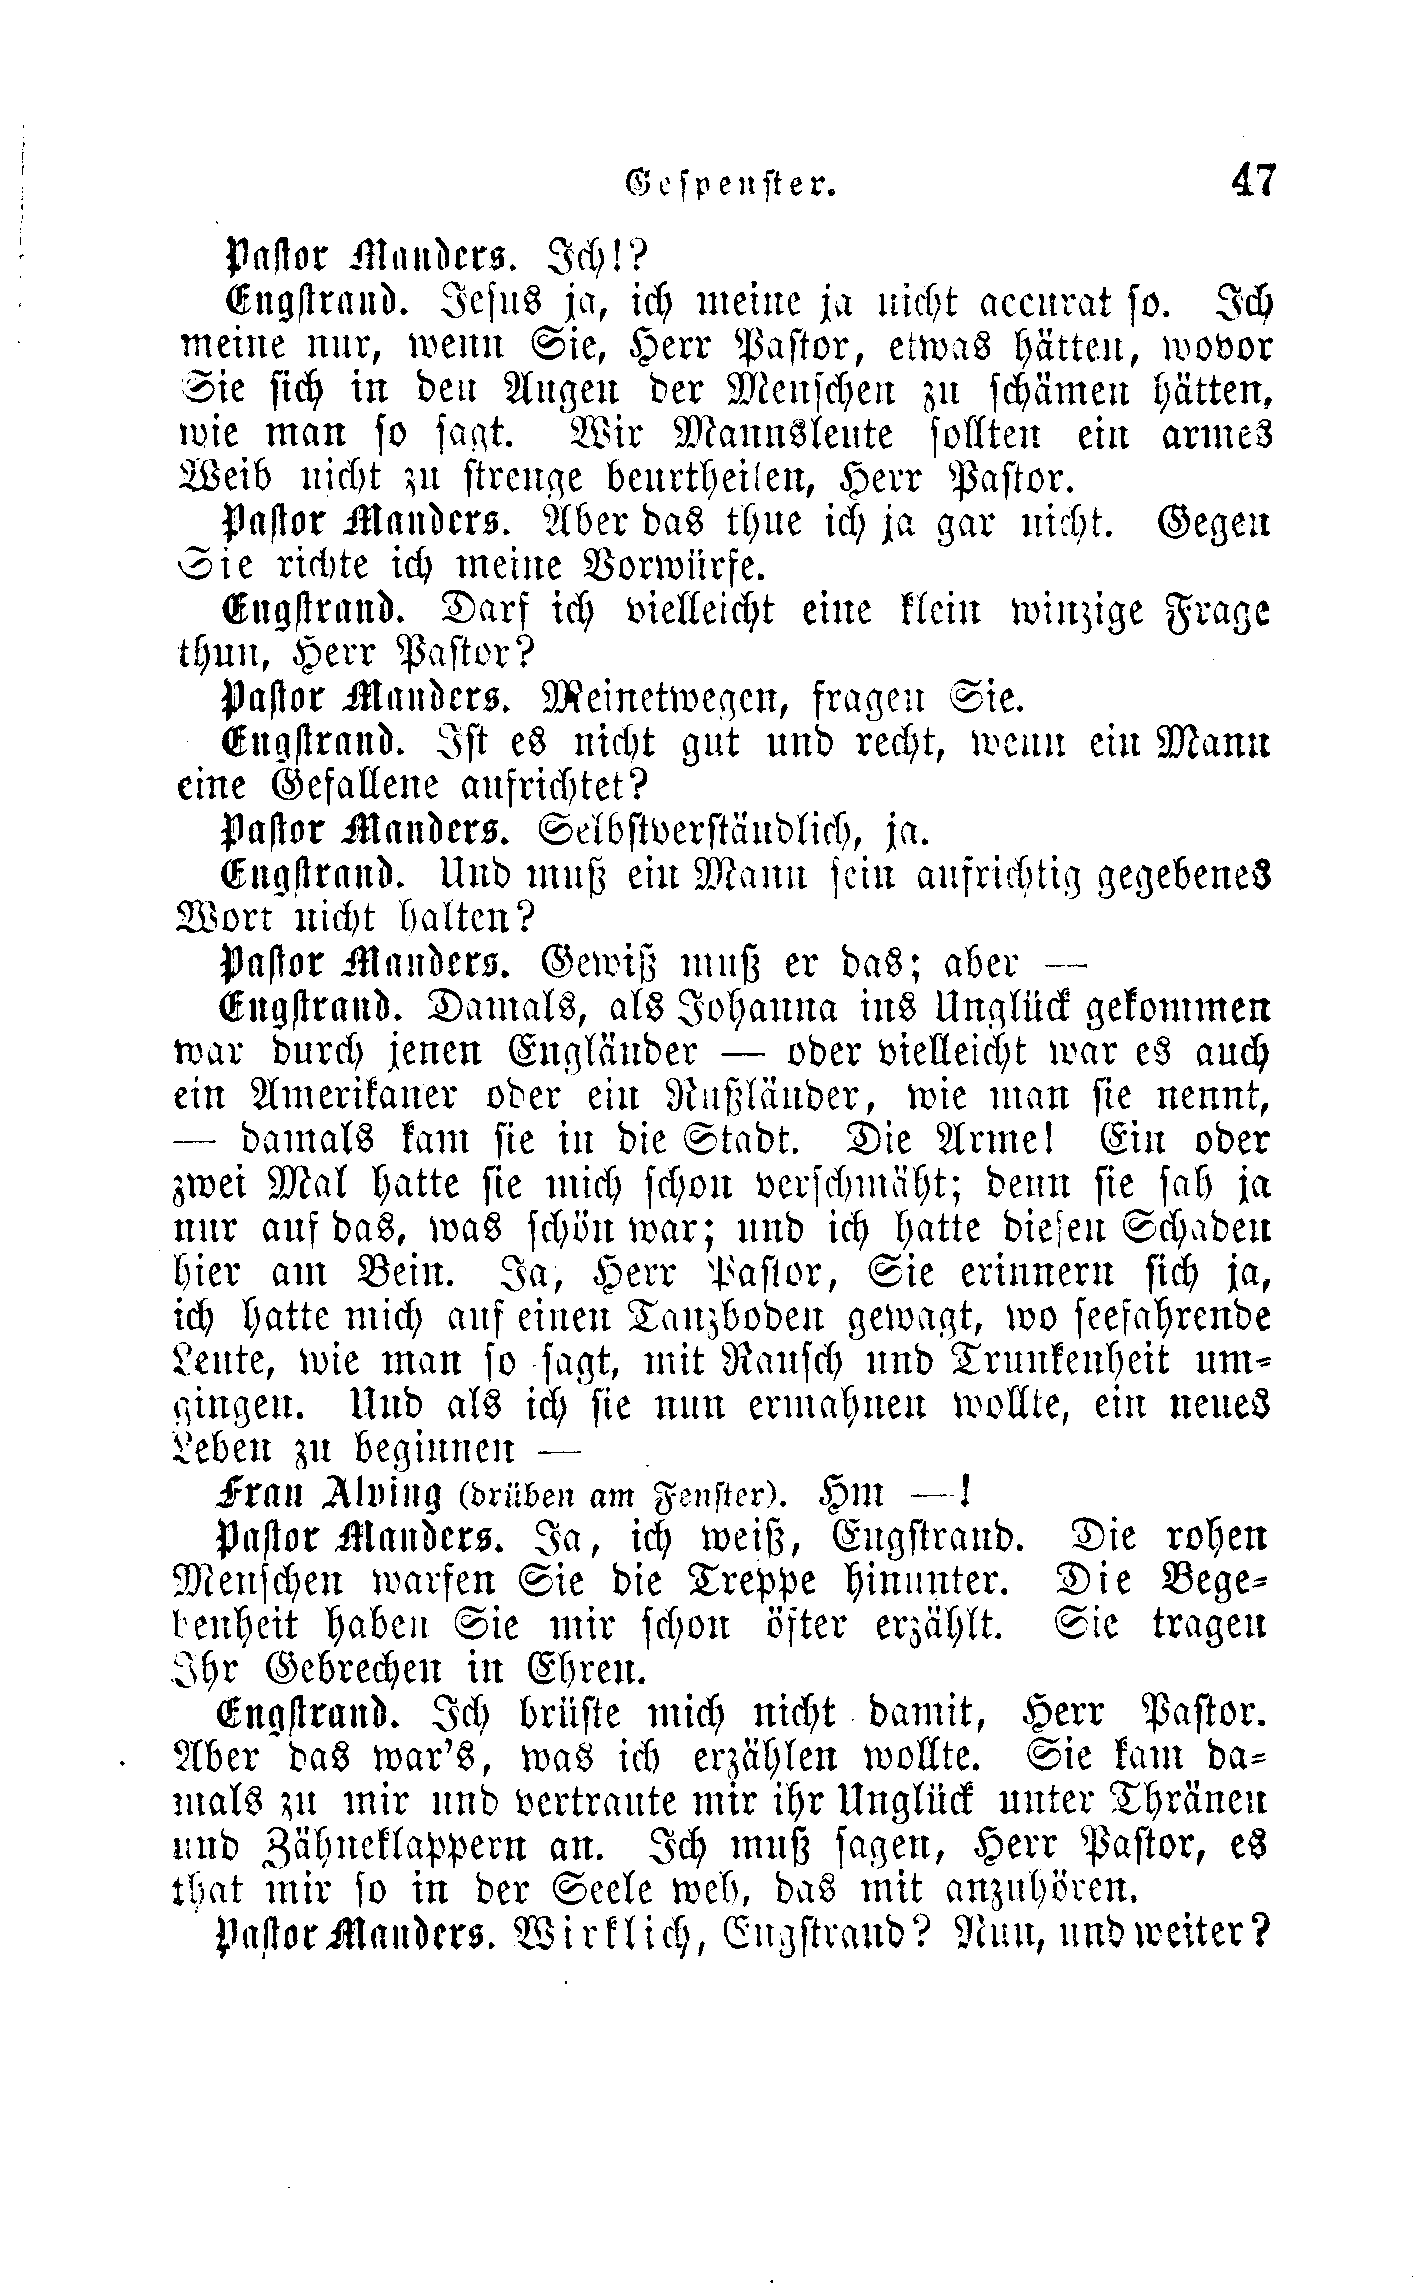 Gespenster. 47
Pastor Manders. Ich!?
Engstrand. Jesus ja, ich meine ja nicht accurat so. Ich
meine nur, wenn Sie, Herr Pastor, etwas hätten, wovor
Sie sich in den Augen der Menschen zu schämen hätten,
wie man so sagt. Wir Mannsleute sollten ein armes
Weib nicht zu strenge beurtheilen, Herr Pastor.
Pastor Manders. Aber das thue ich ja gar nicht. Gegen
Sie richte ich meine Vorwürfe.
Engstrand. Darf ich vielleicht eine klein winzige Frage
thun, Herr Pastor?
Pastor Manders. Meinetwegen, fragen Sie.
Engstrand. Ist es nicht gut und recht, wenn ein Mann
eine Gefallene aufrichtet?
Pastor Manders. Selbstverständlich, ja.
Engstrand. Und muß ein Mann sein aufrichtig gegebenes
Wort nicht halten?
Pastor Manders. Gewiß muß er das; aber —
Engstrand. Damals, als Johanna ins Unglück gekommen
war durch jenen Engländer — oder vielleicht war es auch
ein Amerikaner oder ein Rußländer, wie man sie nennt,
— damals kam sie in die Stadt. Die Arme! Ein oder
zwei Mal hatte sie mich schon verschmäht; denn sie sah ja
nur auf das, was schön war; und ich hatte diesen Schaden
hier am Bein. Ja, Herr Pastor, Sie erinnern sich ja,
ich hatte mich auf einen Tanzboden gewagt, wo seefahrende
Leute, wie man so sagt, mit Rausch und Trunkenheit um-
gingen. Und als ich sie nun ermahnen wollte, ein neues
Leben zu beginnen —
Frau Alving (drüben am Fenster). Hm —!
Pastor Manders. Ja, ich weiß, Engstrand. Die rohen
Menschen warfen Sie die Treppe hinunter. Die Bege-
benheit haben Sie mir schon öfter erzählt. Sie tragen
Ihr Gebrechen in Ehren.
Engstrand. Ich brüste mich nicht damit, Herr Pastor.
Aber das war's, was ich erzählen wollte. Sie kam da-
mals zu mir und vertraute mir ihr Unglück unter Thränen
und Zähneklappern an. Ich muß sagen, Herr Pastor, es
that mir so in der Seele weh, das mit anzuhören.
Pastor Manders. Wirklich, Engstrand? Nun, und weiter?